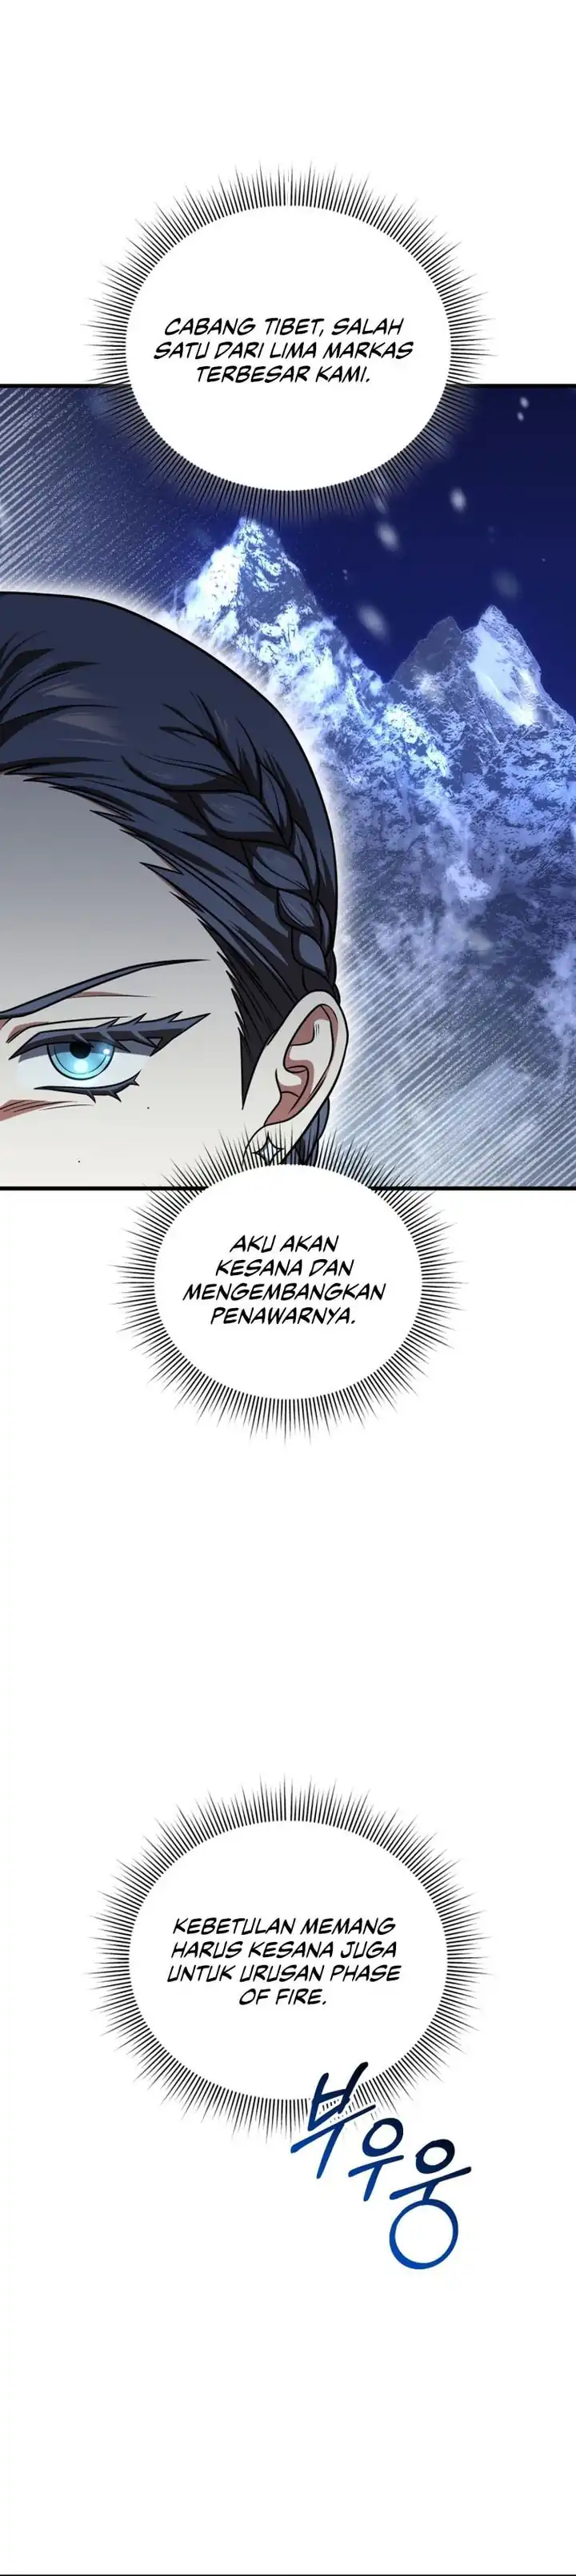 CABANG TIBET, SALAH
SATU DARI LIMA MARKAS
TERBESAR KAMI.
AKU AKAN
KESANA DAN
MENGEMBANGKAN
PENAWARNYA.
KEBETULAN MEMANG
HARUS KESANA JUGA
UNTUK URUSAN PHASE
OF FIRE.
부우웅